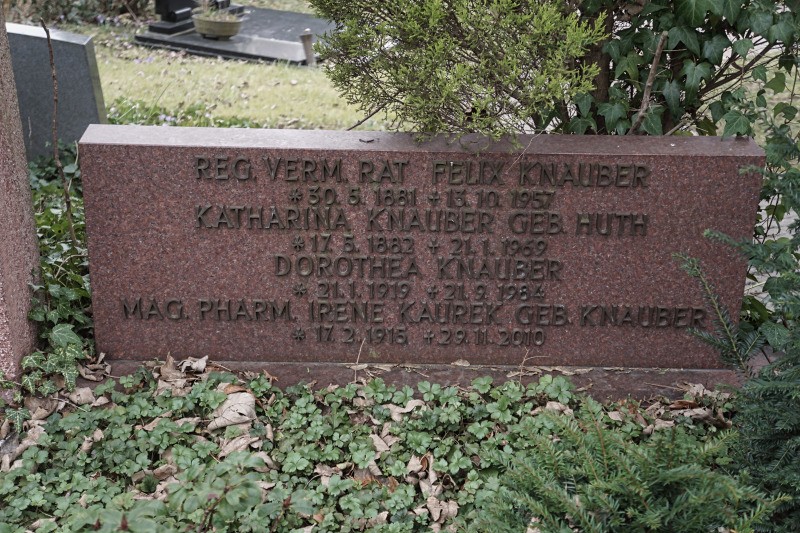 REG. VERM. RAT FELIX KNAUBER
*30.5.1881 +13.10.1957
KATHARINA KNAUBER GEB. HUTH
*17.3.1882 +21.1.1969
DOROTHEA KNAUBER
*21.1.1919 +21.9.1984
MAG. PHARM. IRENE KAUREK GEB. KNAUBER
*17.2.1915 +29.11.2010